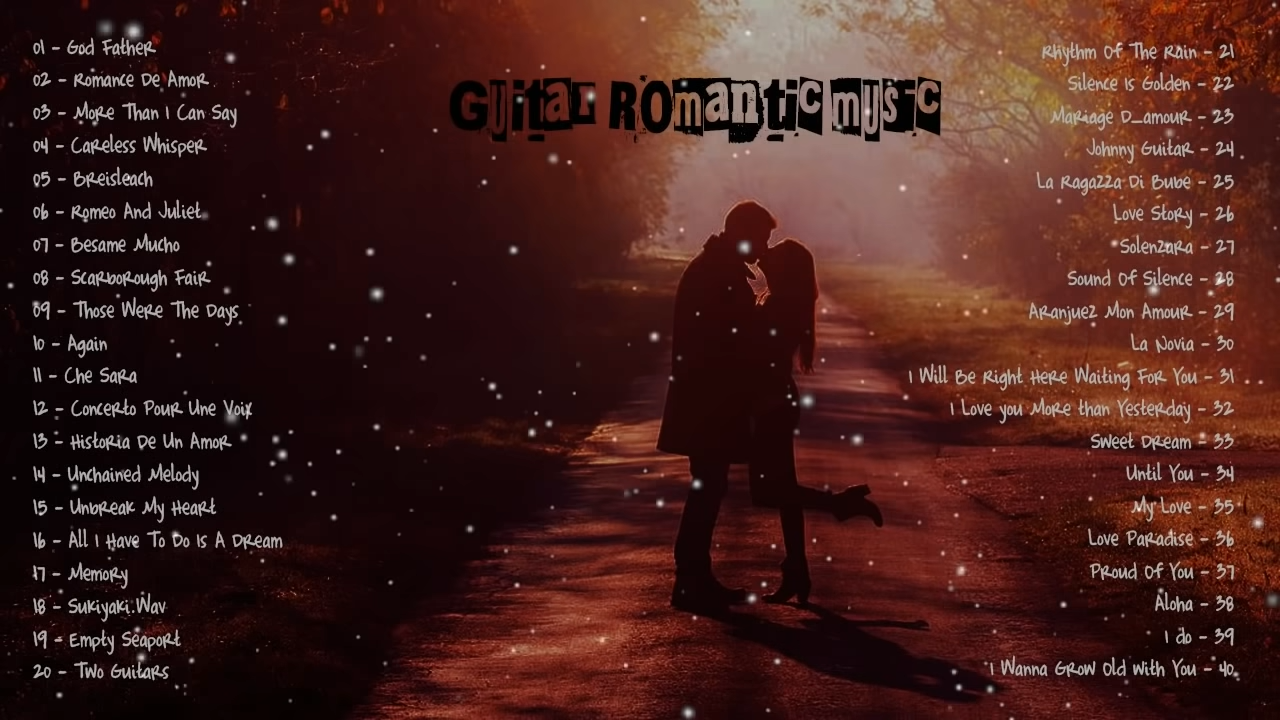 Guitar Romantic Music
01 - God Father
02 - Romance De Amor
03 - More Than I Can Say
04 - Careless Whisper
05 - Breisleach
06 - Romeo And Juliet
07 - Besame Mucho
08 - Scarborough Fair
09 - Those Were The Days
10 - Again
11 - Che Sara
12 - Concerto Pour Une Voix
13 - Historia De Un Amor
14 - Unchained Melody
15 - Unbreak My Heart
16 - All I Have To Do Is A Dream
17 - Memory
18 - Sukiyaki.Wav
19 - Empty Seaport
20 - Two Guitars
Rhythm Of The Rain - 21
Silence Is Golden - 22
Mariage D_amour - 23
Johnny Guitar - 24
La Ragazza Di Bube - 25
Love Story - 26
Solenzara - 27
Sound Of Silence - 28
Aranjuez Mon Amour - 29
La Novia - 30
I Will Be Right Here Waiting For You - 31
I Love you More than Yesterday - 32
Sweet Dream - 33
Until You - 34
My Love - 35
Love Paradise - 36
Proud Of You - 37
Aloha - 38
I do - 39
I Wanna Grow Old with You - 40